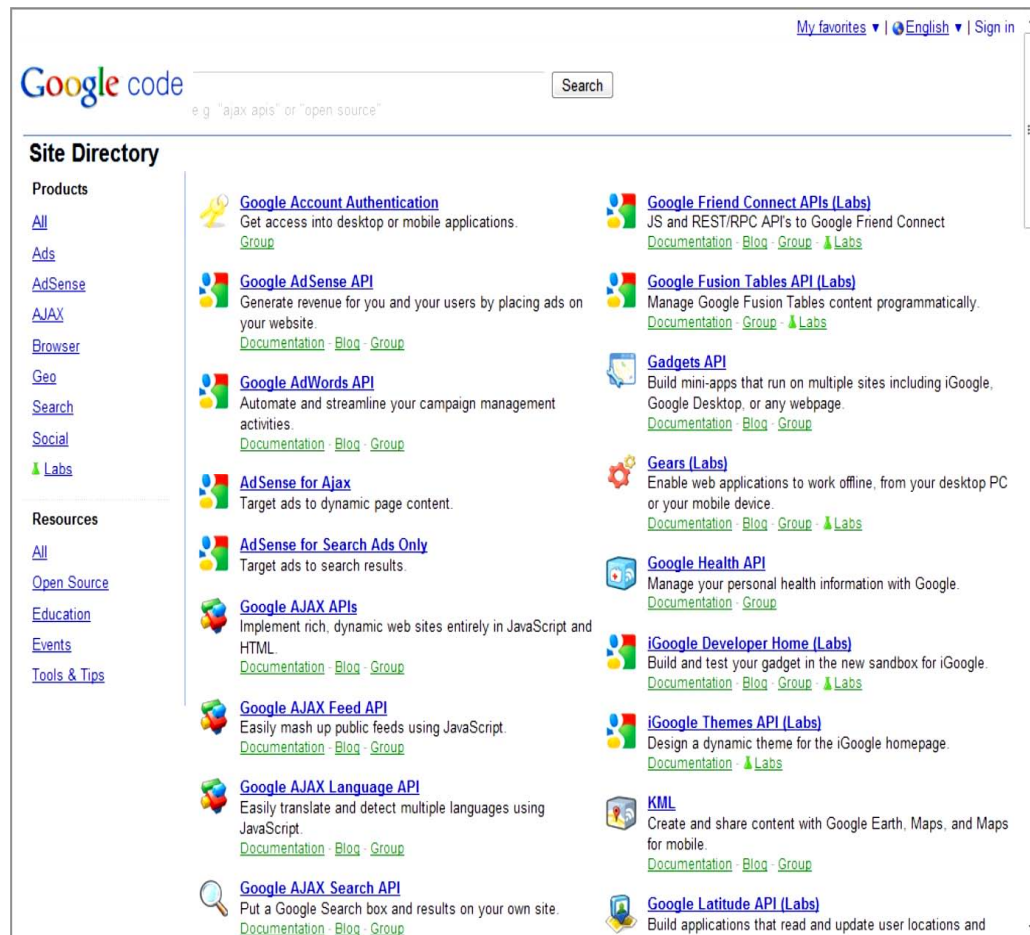 My favorites ▼ | English ▼ | Sign in
Google code
Search
e.g. "ajax apis" or "open source"
Site Directory
Products
All
Ads
AdSense
AJAX
Browser
Geo
Search
Social
Labs
Resources
All
Open Source
Education
Events
Tools & Tips
Google Account Authentication
Get access into desktop or mobile applications.
Group
Google AdSense API
Generate revenue for you and your users by placing ads on
your website.
Documentation - Blog - Group
Google AdWords API
Automate and streamline your campaign management
activities.
Documentation - Blog - Group
AdSense for Ajax
Target ads to dynamic page content.
AdSense for Search Ads Only
Target ads to search results.
Google AJAX APIs
Implement rich, dynamic web sites entirely in JavaScript and
HTML.
Documentation - Blog - Group
Google AJAX Feed API
Easily mash up public feeds using JavaScript.
Documentation - Blog - Group
Google AJAX Language API
Easily translate and detect multiple languages using
JavaScript.
Documentation - Blog - Group
Google AJAX Search API
Put a Google Search box and results on your own site.
Documentation - Blog - Group
Google Friend Connect APIs (Labs)
JS and REST/RPC API's to Google Friend Connect
Documentation - Blog - Group - Labs
Google Fusion Tables API (Labs)
Manage Google Fusion Tables content programmatically.
Documentation - Group - Labs
Gadgets API
Build mini-apps that run on multiple sites including iGoogle,
Google Desktop, or any webpage.
Documentation - Blog - Group
Gears (Labs)
Enable web applications to work offline, from your desktop PC
or your mobile device.
Documentation - Blog - Group - Labs
Google Health API
Manage your personal health information with Google.
Documentation - Group
iGoogle Developer Home (Labs)
Build and test your gadget in the new sandbox for iGoogle.
Documentation - Blog - Group - Labs
iGoogle Themes API (Labs)
Design a dynamic theme for the iGoogle homepage.
Documentation - Labs
KML
Create and share content with Google Earth, Maps, and Maps
for mobile.
Documentation - Blog - Group
Google Latitude API (Labs)
Build applications that read and update user locations and